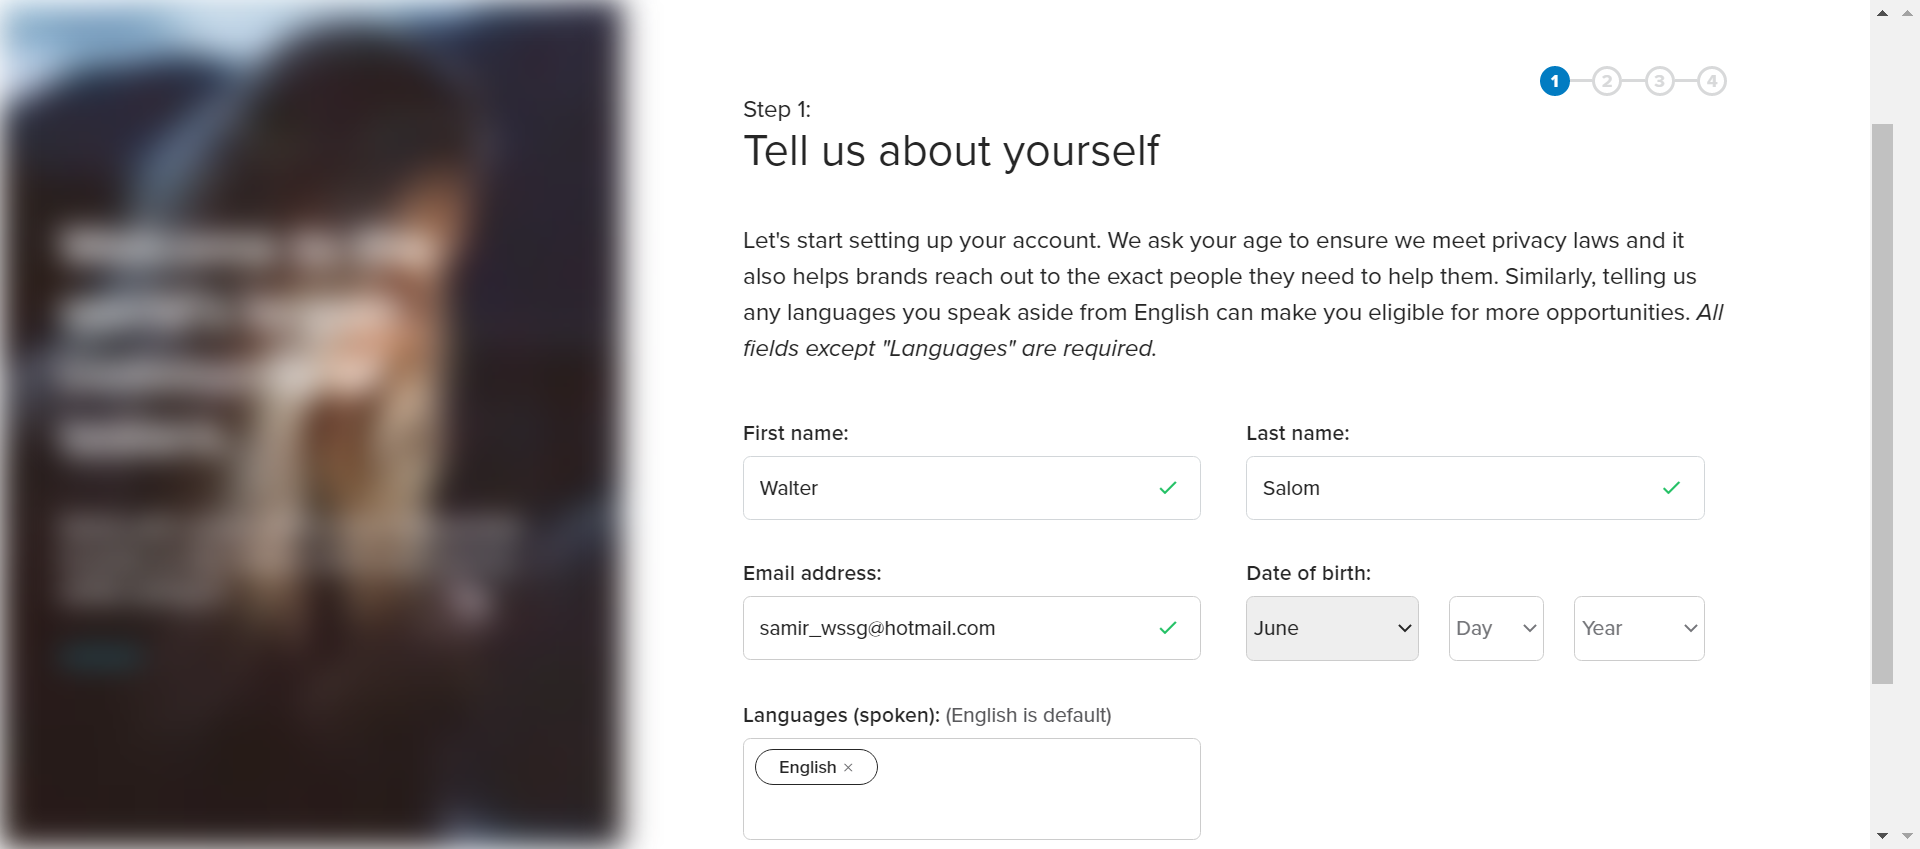 1 2 3 4
Step 1:
Tell us about yourself
Let's start setting up your account. We ask your age to ensure we meet privacy laws and it
also helps brands reach out to the exact people they need to help them. Similarly, telling us
any languages you speak aside from English can make you eligible for more opportunities. All
fields except "Languages" are required.
First name:
Last name:
Walter
Salom
Email address:
Date of birth:
samir_wssg@hotmail.com
June
Day
Year
Languages (spoken): (English is default)
English ×